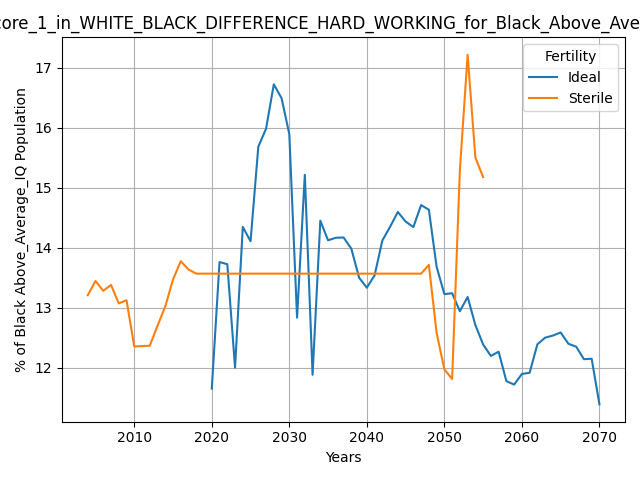 core_1_in_WHITE_BLACK_DIFFERENCE_HARD_WORKING_for_Black_Above_Ave
% of Black Above_Average_IQ Population
17
16
15
14
13
12
Fertility
Ideal
Sterile
2010 2020 2030 2040 2050 2060 2070
Years